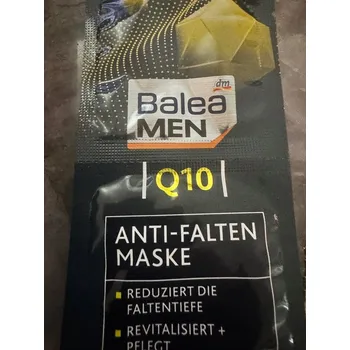 dm
Balea
MEN
Q10
ANTI-FALTEN
MASKE
REDUZIERT DIE
FALTENTIEFE
REVITALISIERT +
PFLEGT